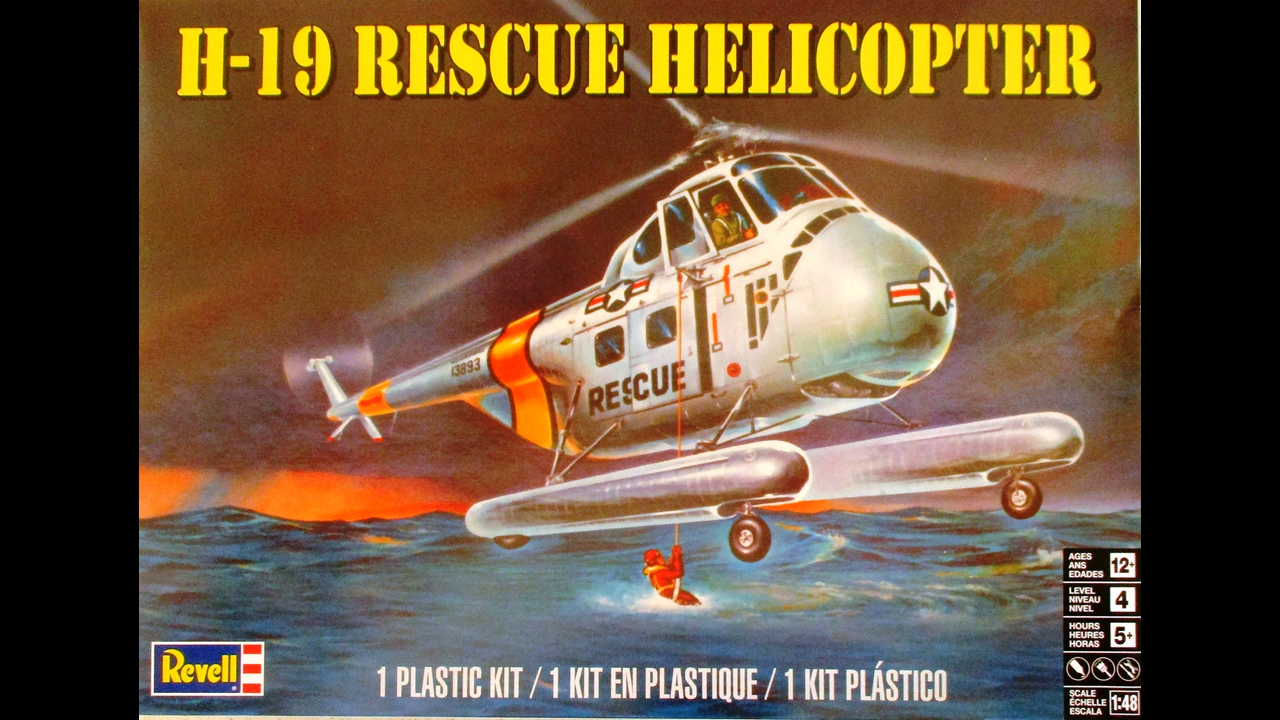 H-19 RESCUE HELICOPTER
13893
RESCUE
Revell
1 PLASTIC KIT / 1 KIT EN PLASTIQUE / 1 KIT PLÁSTICO
AGES
ANS
EDADES
12+
LEVEL
NIVEAU
NIVEL
4
HOURS
HEURES
HORAS
5+
SCALE
ÉCHELLE
ESCALA
1:48